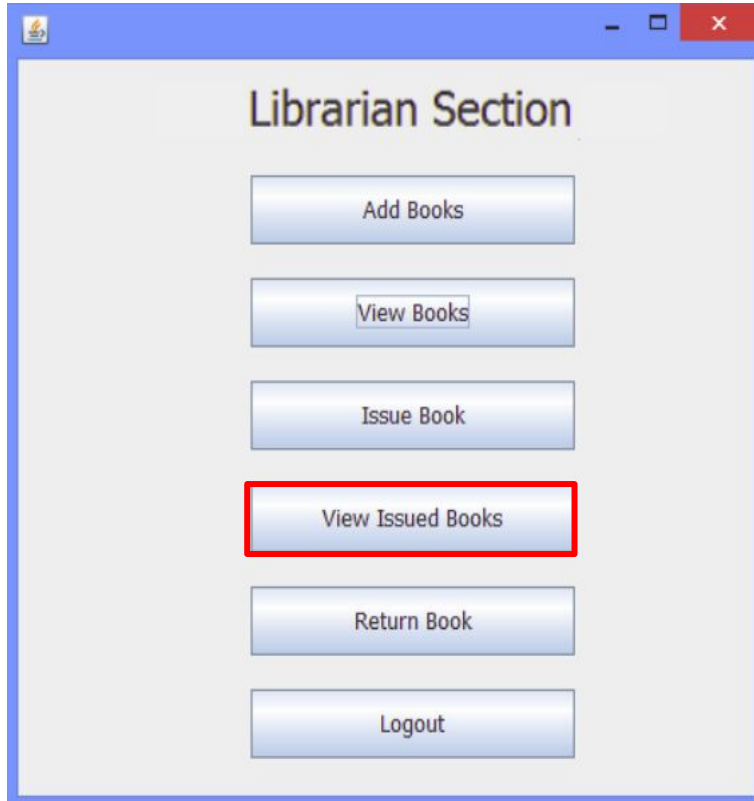 Librarian Section
Add Books
View Books
Issue Book
View Issued Books
Return Book
Logout